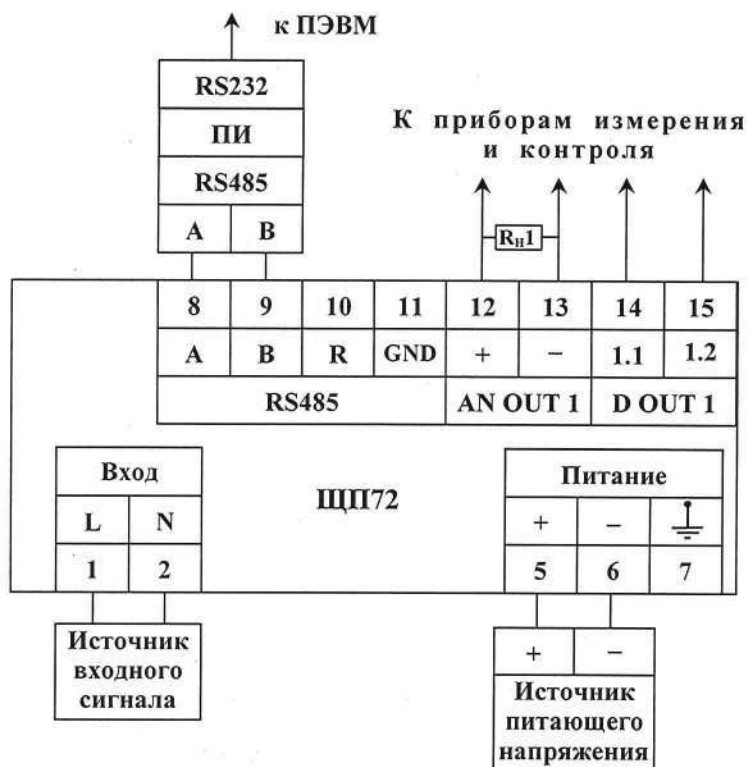 к ПЭВМ
RS232
ПИ
RS485
A B
К приборам измерения
и контроля
Rн1
8 9 10 11 12 13 14 15
A B R GND + − 1.1 1.2
RS485 AN OUT 1 D OUT 1
Вход
L N
1 2
ЩП72
Питание
+ −
5 6 7
Источник
входного
сигнала
+ −
Источник
питающего
напряжения